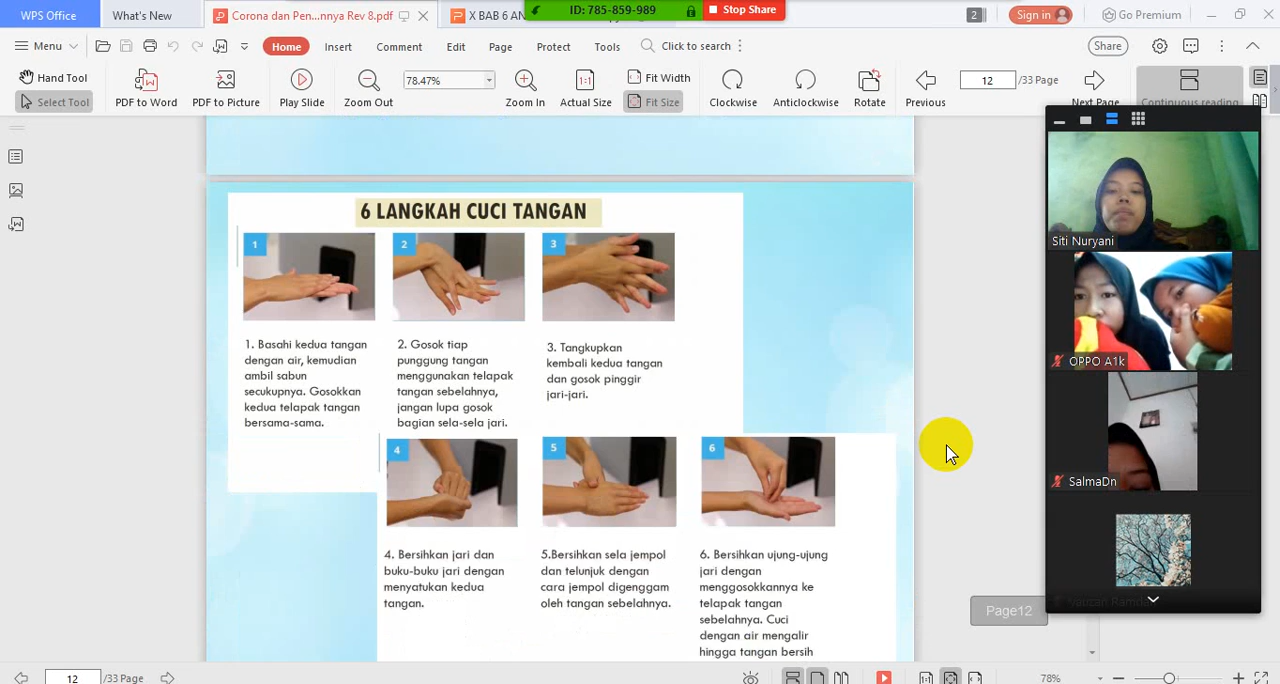 WPS Office
What's New
Corona dan Pen...nnya Rev 8.pdf
X BAB 6 AN
ID: 785-859-989
Stop Share
2
Sign in
Go Premium
Menu
Home
Insert
Comment
Edit
Page
Protect
Tools
Click to search
Share
Hand Tool
Select Tool
PDF to Word
PDF to Picture
Play Slide
Zoom Out
78.47%
Zoom In
1:1
Actual Size
Fit Width
Fit Size
Clockwise
Anticlockwise
Rotate
Previous
12
/33 Page
Next Page
Continuous reading
6 LANGKAH CUCI TANGAN
1
2
3
1. Basahi kedua tangan
dengan air, kemudian
ambil sabun
secukupnya. Gosokkan
kedua telapak tangan
bersama-sama.
2. Gosok tiap
punggung tangan
menggunakan telapak
tangan sebelahnya,
jangan lupa gosok
bagian sela-sela jari.
3. Tangkupkan
kembali kedua tangan
dan gosok pinggir
jari-jari.
4
5
6
4. Bersihkan jari dan
buku-buku jari dengan
menyatukan kedua
tangan.
5.Bersihkan sela jempol
dan telunjuk dengan
cara jempol digenggam
oleh tangan sebelahnya.
6. Bersihkan ujung-ujung
jari dengan
menggosokkannya ke
telapak tangan
sebelahnya. Cuci
dengan air mengalir
hingga tangan bersih
Siti Nuryani
OPPO A1k
SalmaDn
Page12
12
/33 Page
1:1
78%